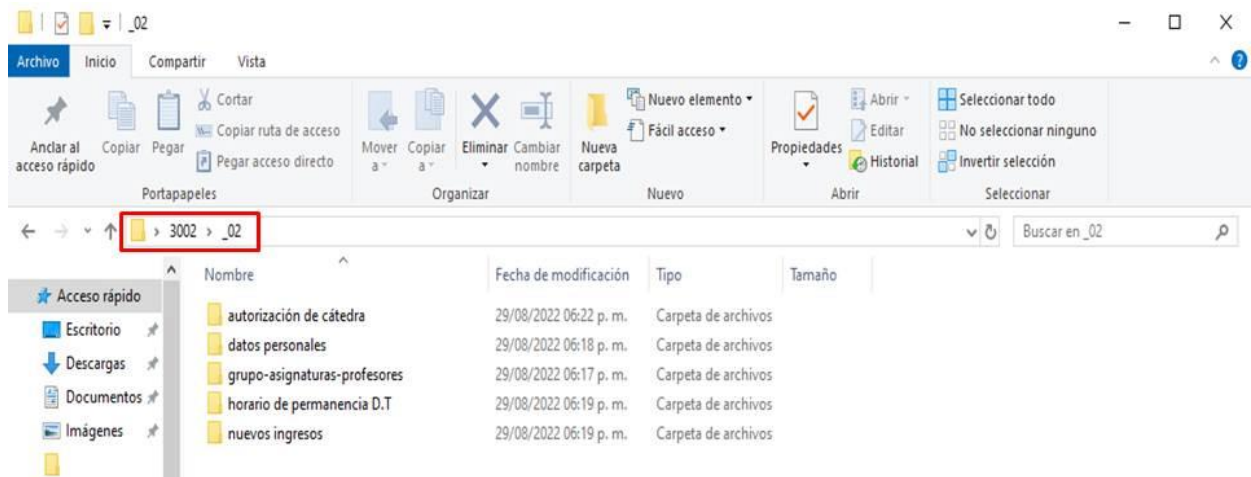 _02
Archivo Inicio Compartir Vista
Anclar al acceso rápido
Copiar
Pegar
Cortar
Copiar ruta de acceso
Pegar acceso directo
Portapapeles
Mover a
Copiar a
Eliminar
Cambiar nombre
Organizar
Nueva carpeta
Nuevo elemento
Fácil acceso
Nuevo
Propiedades
Abrir
Editar
Historial
Abrir
Seleccionar todo
No seleccionar ninguno
Invertir selección
Seleccionar
3002 > _02
Buscar en _02
Nombre Fecha de modificación Tipo Tamaño
Acceso rápido
Escritorio
Descargas
Documentos
Imágenes
autorización de cátedra 29/08/2022 06:22 p. m. Carpeta de archivos
datos personales 29/08/2022 06:18 p. m. Carpeta de archivos
grupo-asignaturas-profesores 29/08/2022 06:17 p. m. Carpeta de archivos
horario de permanencia D.T 29/08/2022 06:19 p. m. Carpeta de archivos
nuevos ingresos 29/08/2022 06:19 p. m. Carpeta de archivos